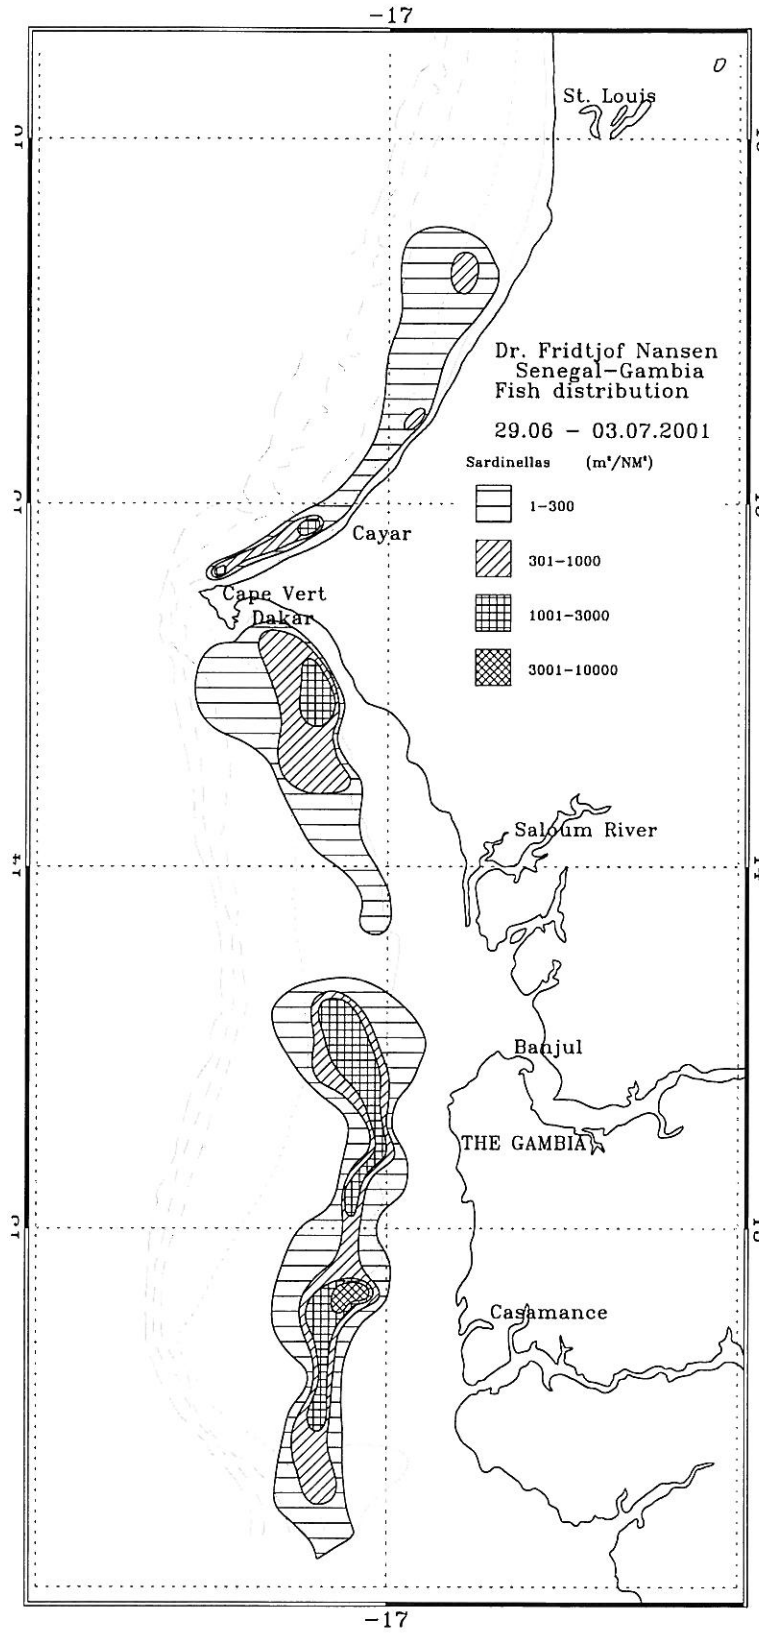 -17
St. Louis
Dr. Fridtjof Nansen
Senegal-Gambia
Fish distribution
29.06 - 03.07.2001
Sardinellas (m²/NM²)
1-300
301-1000
1001-3000
3001-10000
Cayar
Cape Vert
Dakar
Saloum River
14
Banjul
THE GAMBIA
Casamance
-17